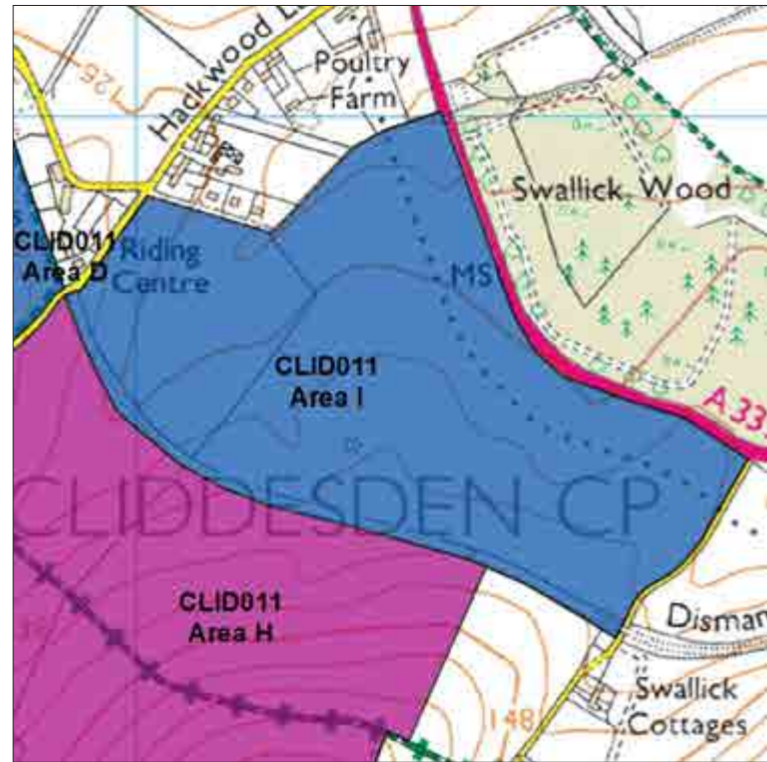 Hackwood
Poultry
Farm
126
Swallick Wood
CLID011
Area D
Riding
Centre
MS
CLID011
Area I
A 33
CLIDDESDEN CP
CLID011
Area H
Disman
Swallick
Cottages
148